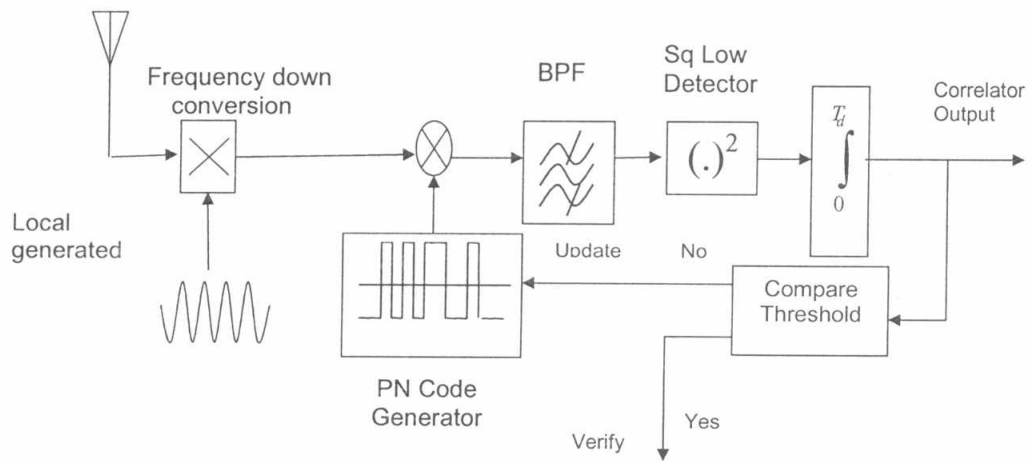 Frequency down
conversion
BPF
Sq Low
Detector
Correlator
Output
(.)²
T_d
∫
0
Local
generated
Update
No
Compare
Threshold
PN Code
Generator
Yes
Verify